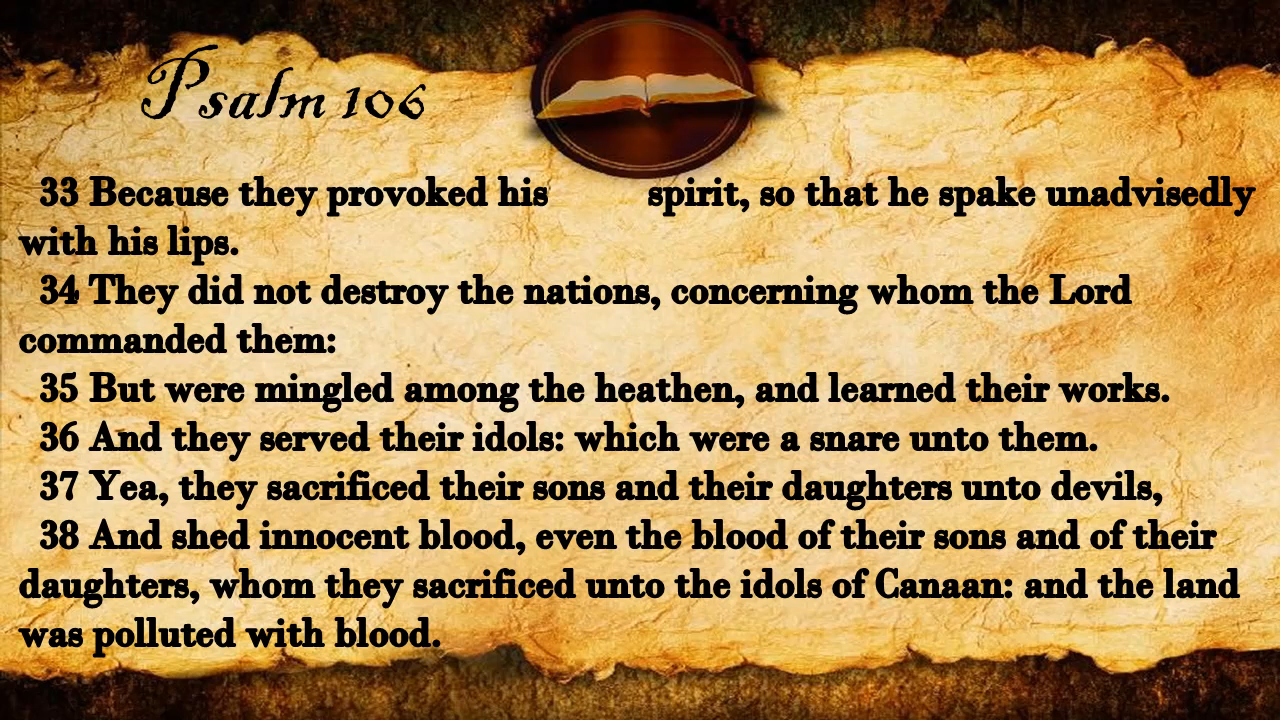 Psalm 106
33 Because they provoked his spirit, so that he spake unadvisedly
with his lips.
34 They did not destroy the nations, concerning whom the Lord
commanded them:
35 But were mingled among the heathen, and learned their works.
36 And they served their idols: which were a snare unto them.
37 Yea, they sacrificed their sons and their daughters unto devils,
38 And shed innocent blood, even the blood of their sons and of their
daughters, whom they sacrificed unto the idols of Canaan: and the land
was polluted with blood.